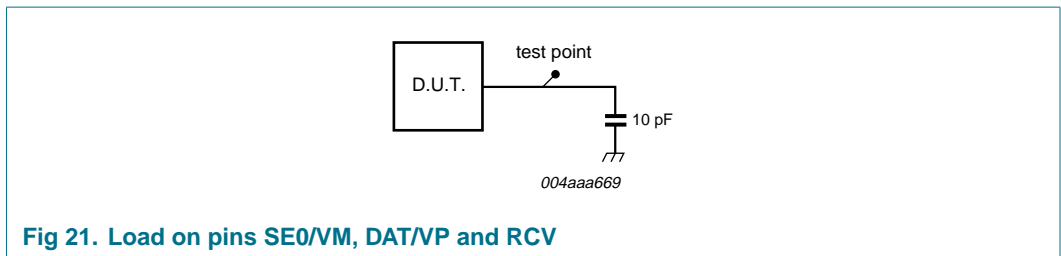 test point
D.U.T.
10 pF
004aaa669
Fig 21. Load on pins SE0/VM, DAT/VP and RCV